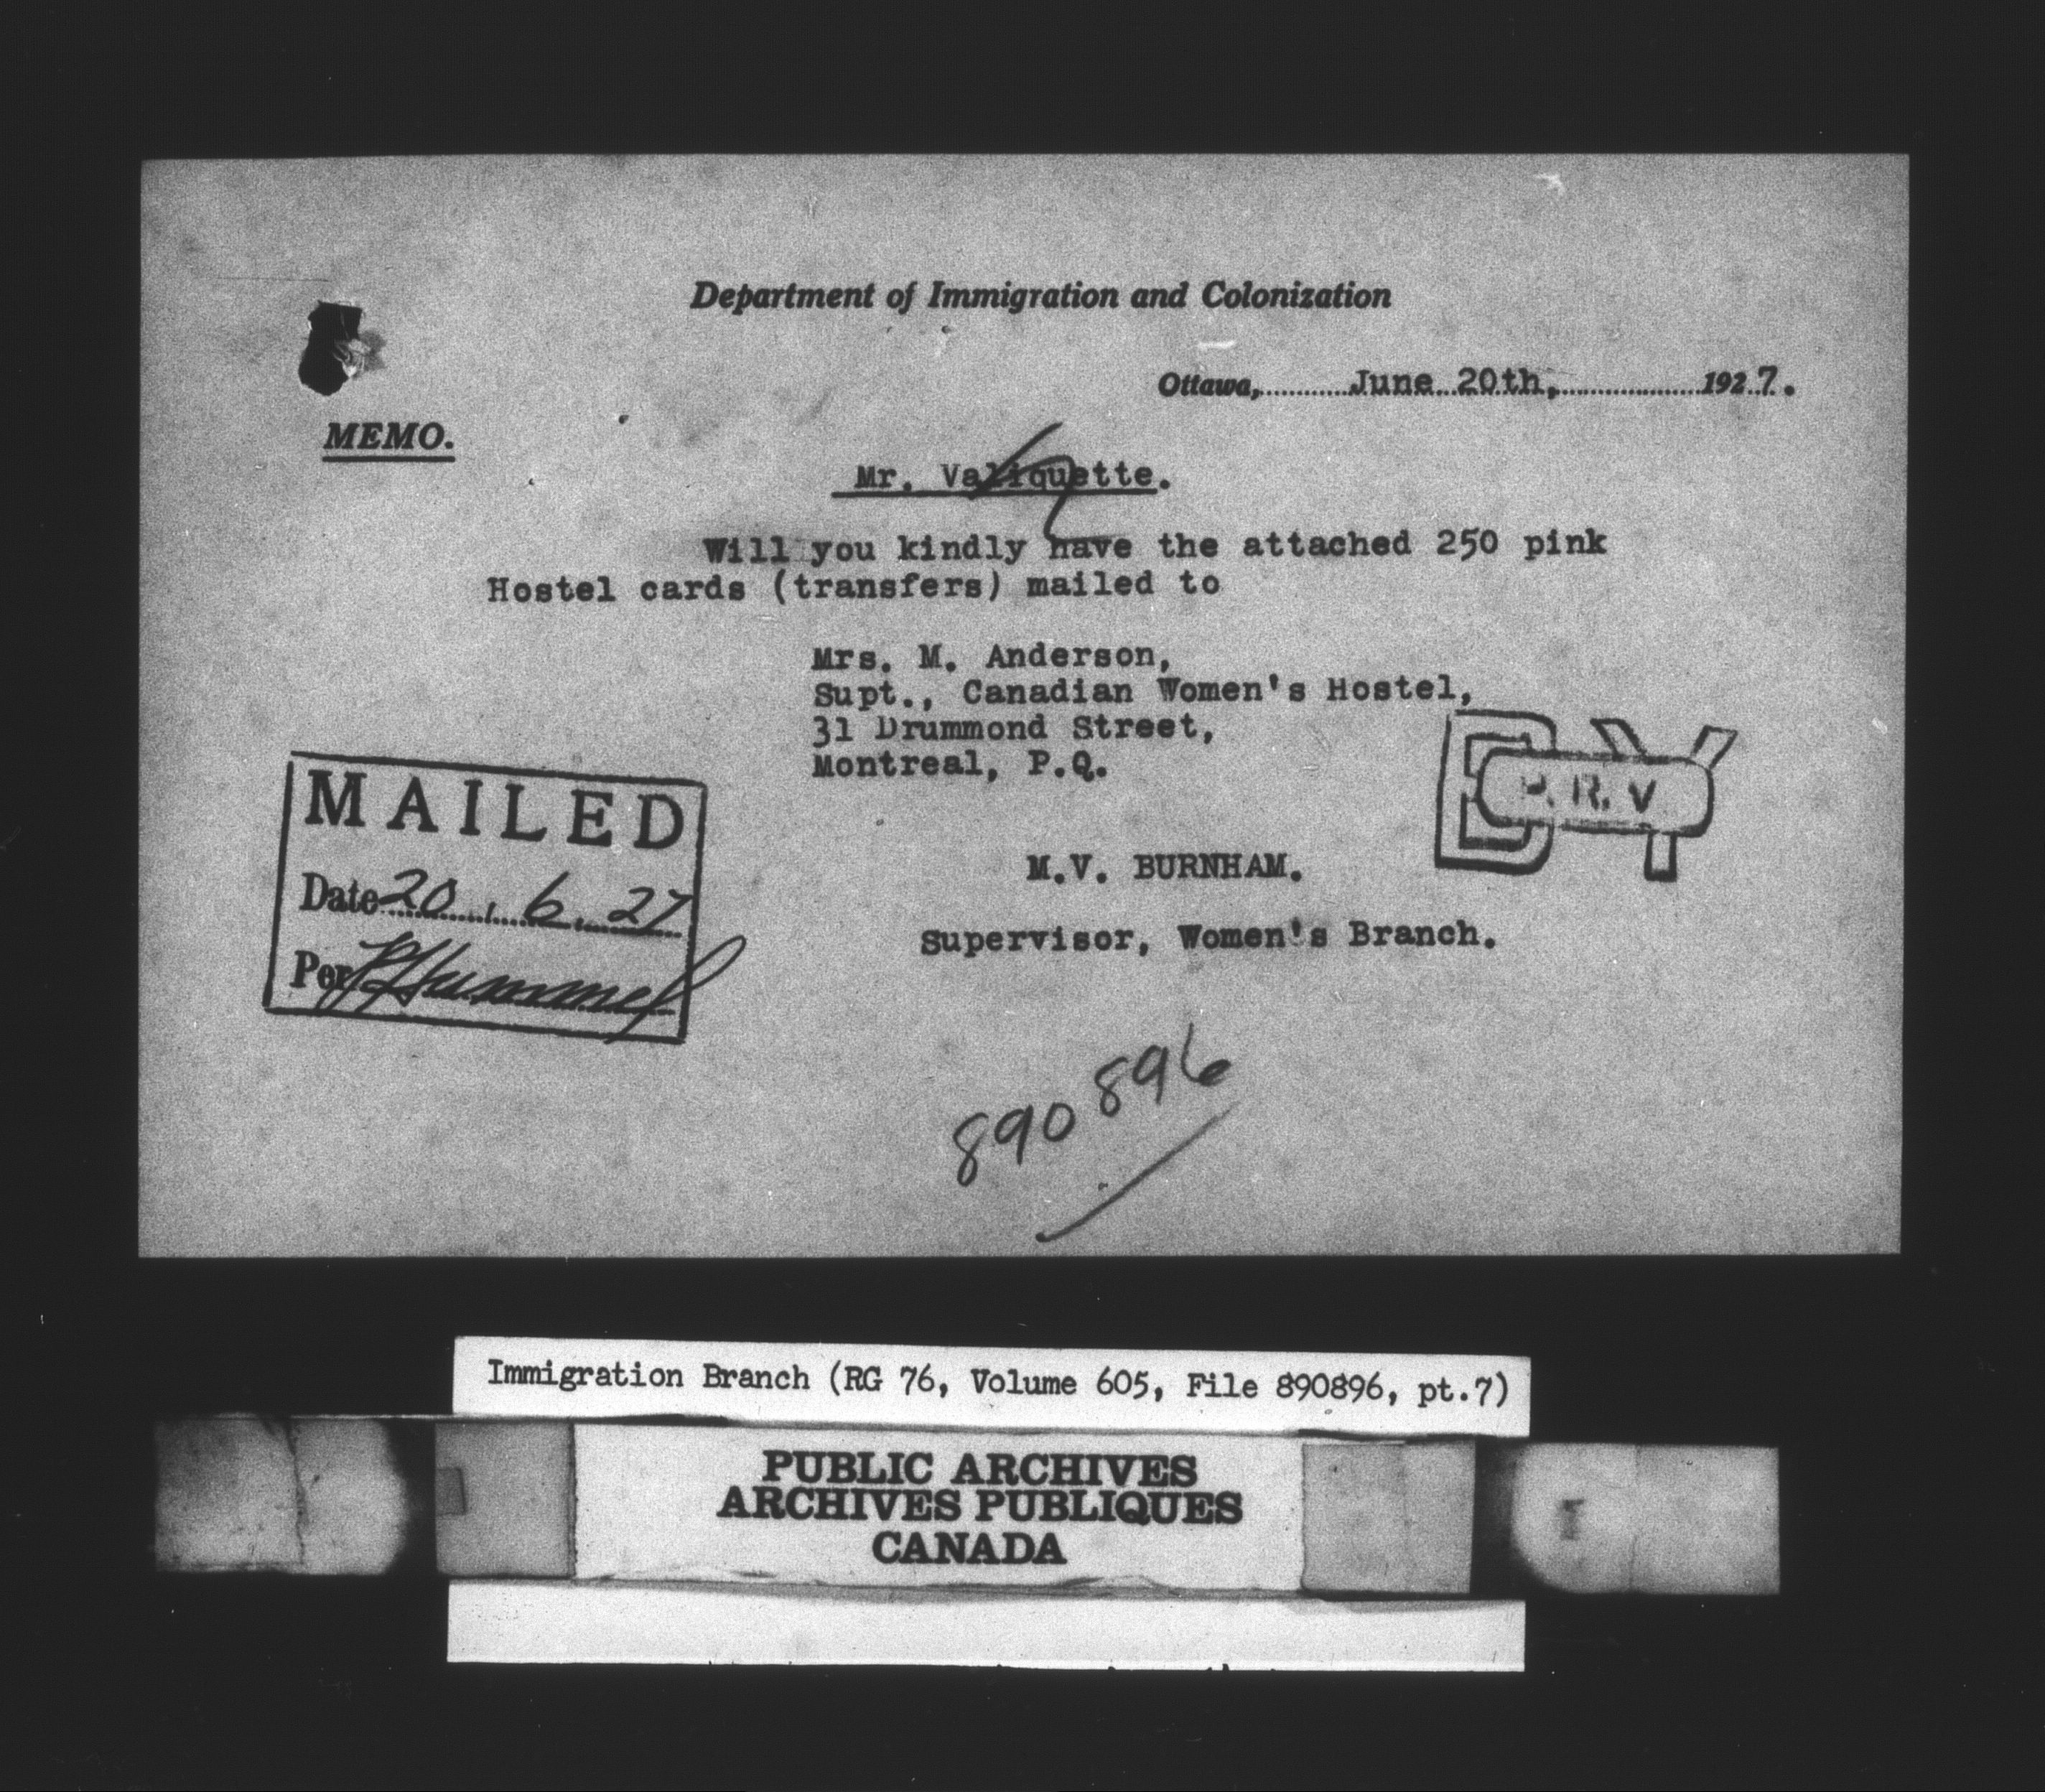 Department of Immigration and Colonization
Ottawa, June 20th, 1927.
MEMO.
Mr. Valiquette.
Will you kindly have the attached 250 pink
Hostel cards (transfers) mailed to
Mrs. M. Anderson,
Supt., Canadian Women's Hostel,
31 Drummond Street,
Montreal, P.Q.
MAILED
Date 20.6.27
Per
R. V
M.V. BURNHAM.
Supervisor, Women's Branch.
890896
Immigration Branch (RG 76, Volume 605, File 890896, pt.7)
PUBLIC ARCHIVES
ARCHIVES PUBLIQUES
CANADA